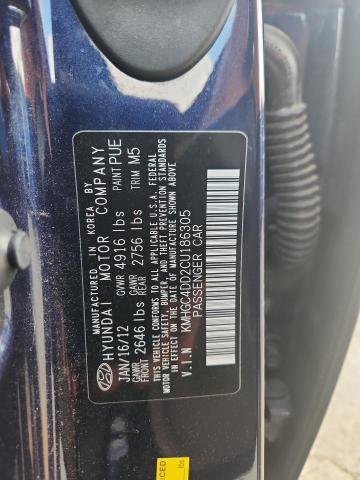 MANUFACTURED IN KOREA BY
HYUNDAI MOTOR COMPANY
JAN/16/12 GVWR 4916 lbs PAINT PUE
GAWR FRONT 2646 lbs GAWR REAR 2756 lbs TRIM M5
THIS VEHICLE CONFORMS TO ALL APPLICABLE U.S.A. FEDERAL
MOTOR VEHICLE SAFETY, BUMPER, AND THEFT PREVENTION STANDARDS
IN EFFECT ON THE DATE OF MANUFACTURE SHOWN ABOVE.
V.I.N KMHGC4DD2CU186305
PASSENGER CAR
CED
lbs